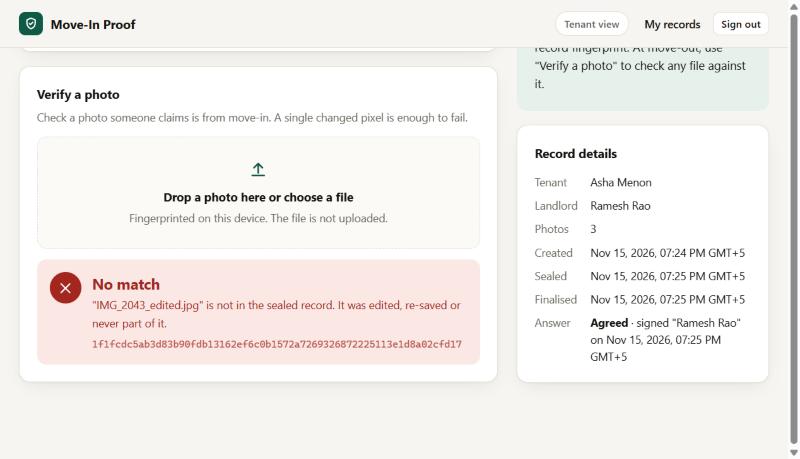 Move-In Proof
Tenant view
My records
Sign out
Verify a photo
Check a photo someone claims is from move-in. A single changed pixel is enough to fail.
Drop a photo here or choose a file
Fingerprinted on this device. The file is not uploaded.
No match
"IMG_2043_edited.jpg" is not in the sealed record. It was edited, re-saved or
never part of it.
1f1fcdc5ab3d83b90fdb13162ef6c0b1572a7269326872225113e1d8a02cfd17
record fingerprint. At move-out, use
"Verify a photo" to check any file against
it.
Record details
Tenant Asha Menon
Landlord Ramesh Rao
Photos 3
Created Nov 15, 2026, 07:24 PM GMT+5
Sealed Nov 15, 2026, 07:25 PM GMT+5
Finalised Nov 15, 2026, 07:25 PM GMT+5
Answer Agreed · signed "Ramesh Rao"
on Nov 15, 2026, 07:25 PM
GMT+5